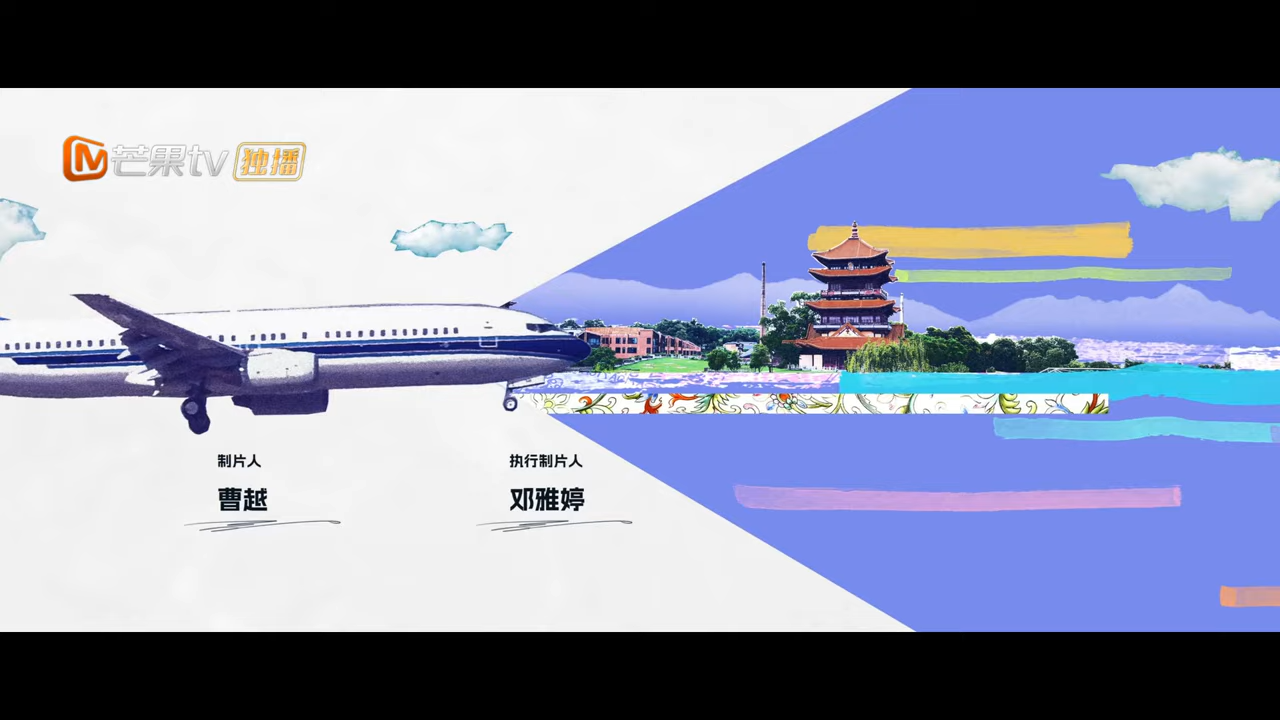 芒果tv 独播
制片人
曹越
执行制片人
邓雅婷